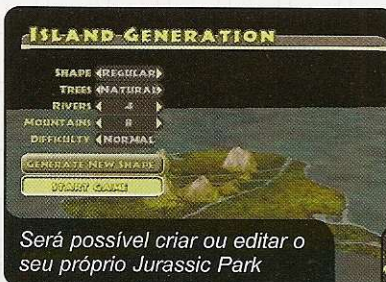 ISLAND GENERATION
SHAPE REGULAR
TREES NATURAL
RIVERS
MOUNTAINS
DIFFICULTY NORMAL
GENERATE NEW SHAPE
START GAME
Será possível criar ou editar o
seu próprio Jurassic Park